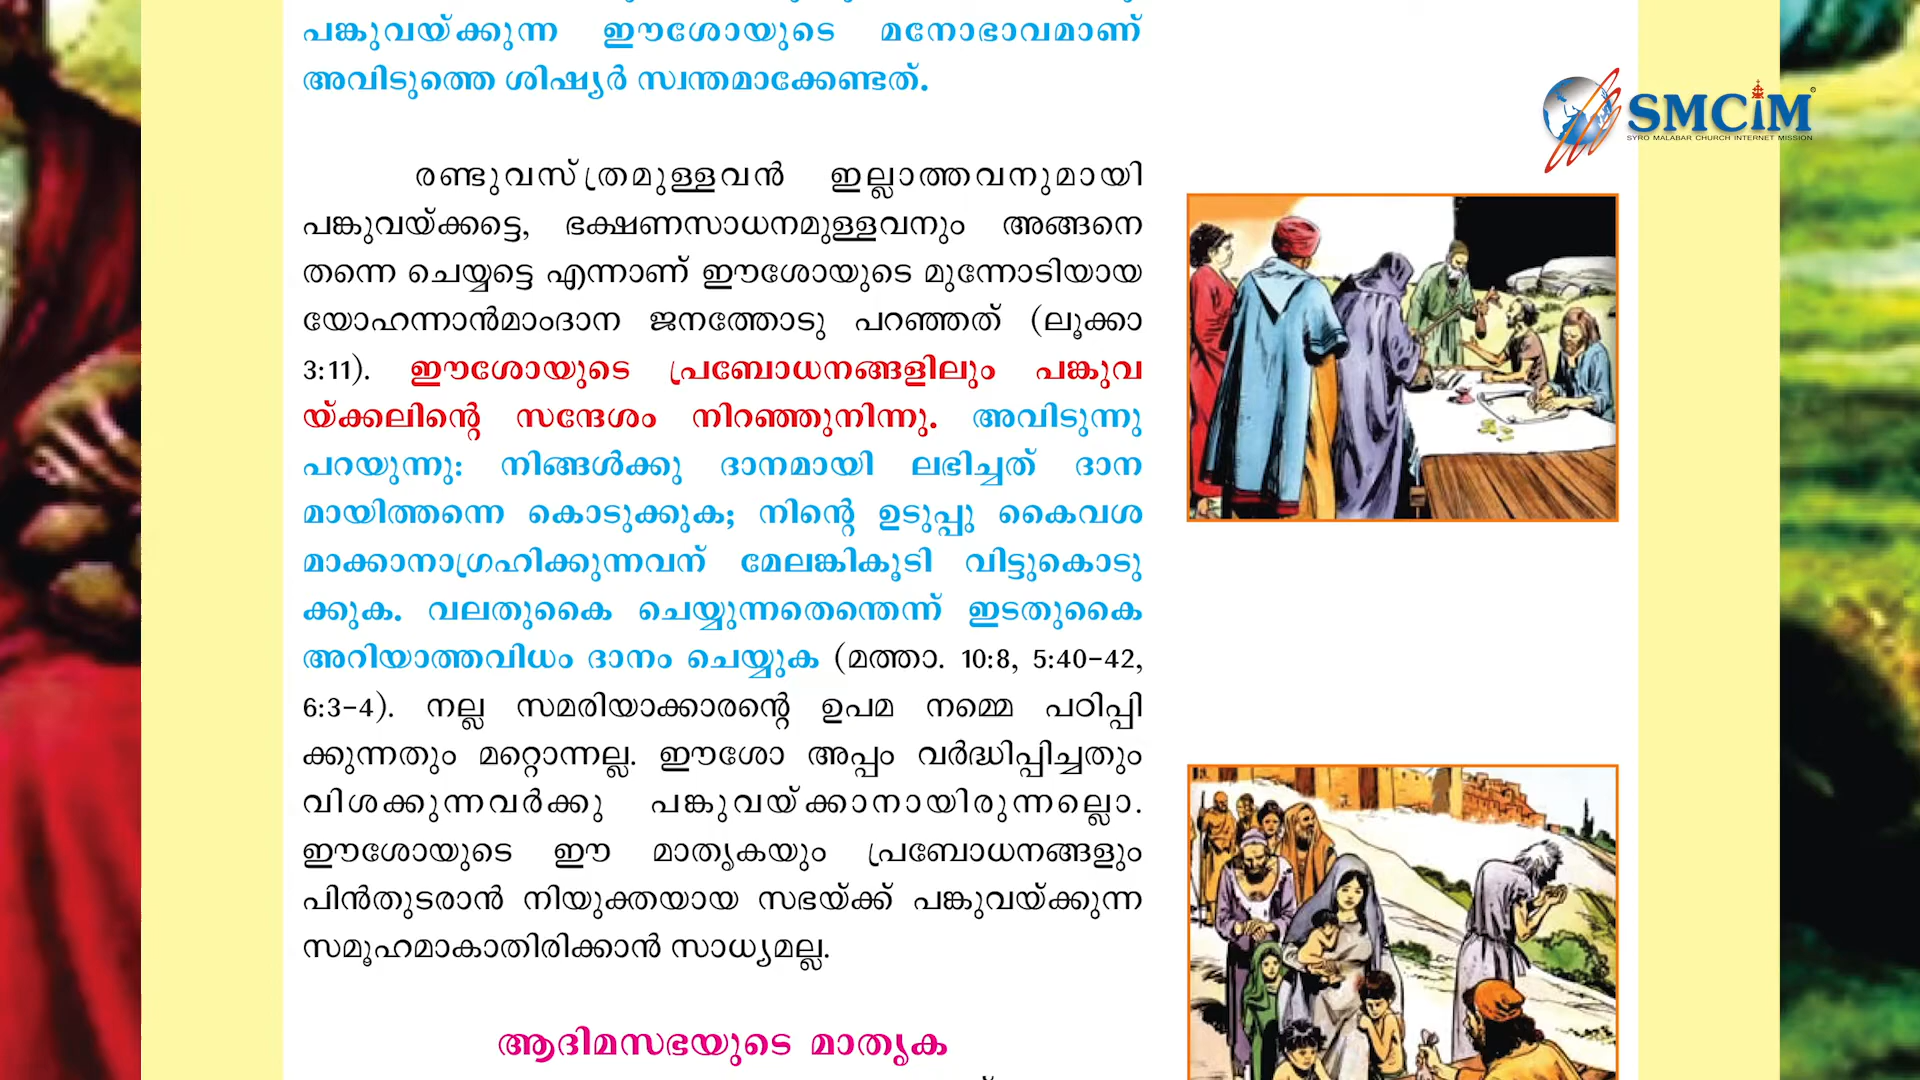 പങ്കുവയ്ക്കുന്ന ഈശോയുടെ മനോഭാവമാണ്
അവിടുത്തെ ശിഷ്യർ സ്വന്തമാക്കേണ്ടത്.
SMCIM
SYRO MALABAR CHURCH INTERNET MISSION
രണ്ടുവസ്ത്രമുള്ളവൻ ഇല്ലാത്തവനുമായി
പങ്കുവയ്ക്കട്ടെ, ഭക്ഷണസാധനമുള്ളവനും അങ്ങനെ
തന്നെ ചെയ്യട്ടെ എന്നാണ് ഈശോയുടെ മുന്നോടിയായ
യോഹന്നാൻമാംദാന ജനത്തോടു പറഞ്ഞത് (ലൂക്കാ
3:11). ഈശോയുടെ പ്രബോധനങ്ങളിലും പങ്കുവ
യ്ക്കലിന്റെ സന്ദേശം നിറഞ്ഞുനിന്നു. അവിടുന്നു
പറയുന്നു: നിങ്ങൾക്കു ദാനമായി ലഭിച്ചത് ദാന
മായിത്തന്നെ കൊടുക്കുക; നിന്റെ ഉടുപ്പു കൈവശ
മാക്കാനാഗ്രഹിക്കുന്നവന് മേലങ്കികൂടി വിട്ടുകൊടു
ക്കുക. വലതുകൈ ചെയ്യുന്നതെന്തെന്ന് ഇടതുകൈ
അറിയാത്തവിധം ദാനം ചെയ്യുക (മത്താ. 10:8, 5:40-42,
6:3-4). നല്ല സമരിയാക്കാരന്റെ ഉപമ നമ്മെ പഠിപ്പി
ക്കുന്നതും മറ്റൊന്നല്ല. ഈശോ അപ്പം വർദ്ധിപ്പിച്ചതും
വിശക്കുന്നവർക്കു പങ്കുവയ്ക്കാനായിരുന്നല്ലൊ.
ഈശോയുടെ ഈ മാതൃകയും പ്രബോധനങ്ങളും
പിൻതുടരാൻ നിയുക്തയായ സഭയ്ക്ക് പങ്കുവയ്ക്കുന്ന
സമൂഹമാകാതിരിക്കാൻ സാധ്യമല്ല.
ആദിമസഭയുടെ മാതൃക